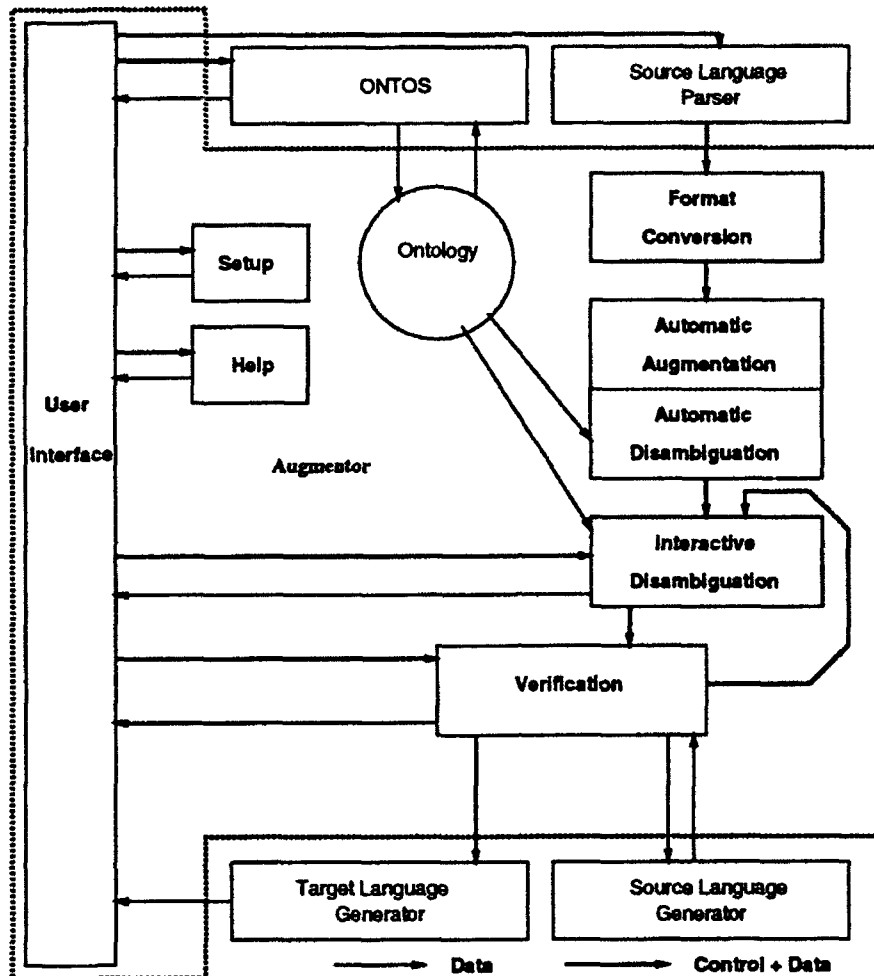 ONTOS
Source Language
Parser
Format
Conversion
Ontology
Setup
Automatic
Augmentation
Help
User
Interface
Automatic
Disambiguation
Augmentor
Interactive
Disambiguation
Verification
Target Language
Generator
Source Language
Generator
Data
Control + Data